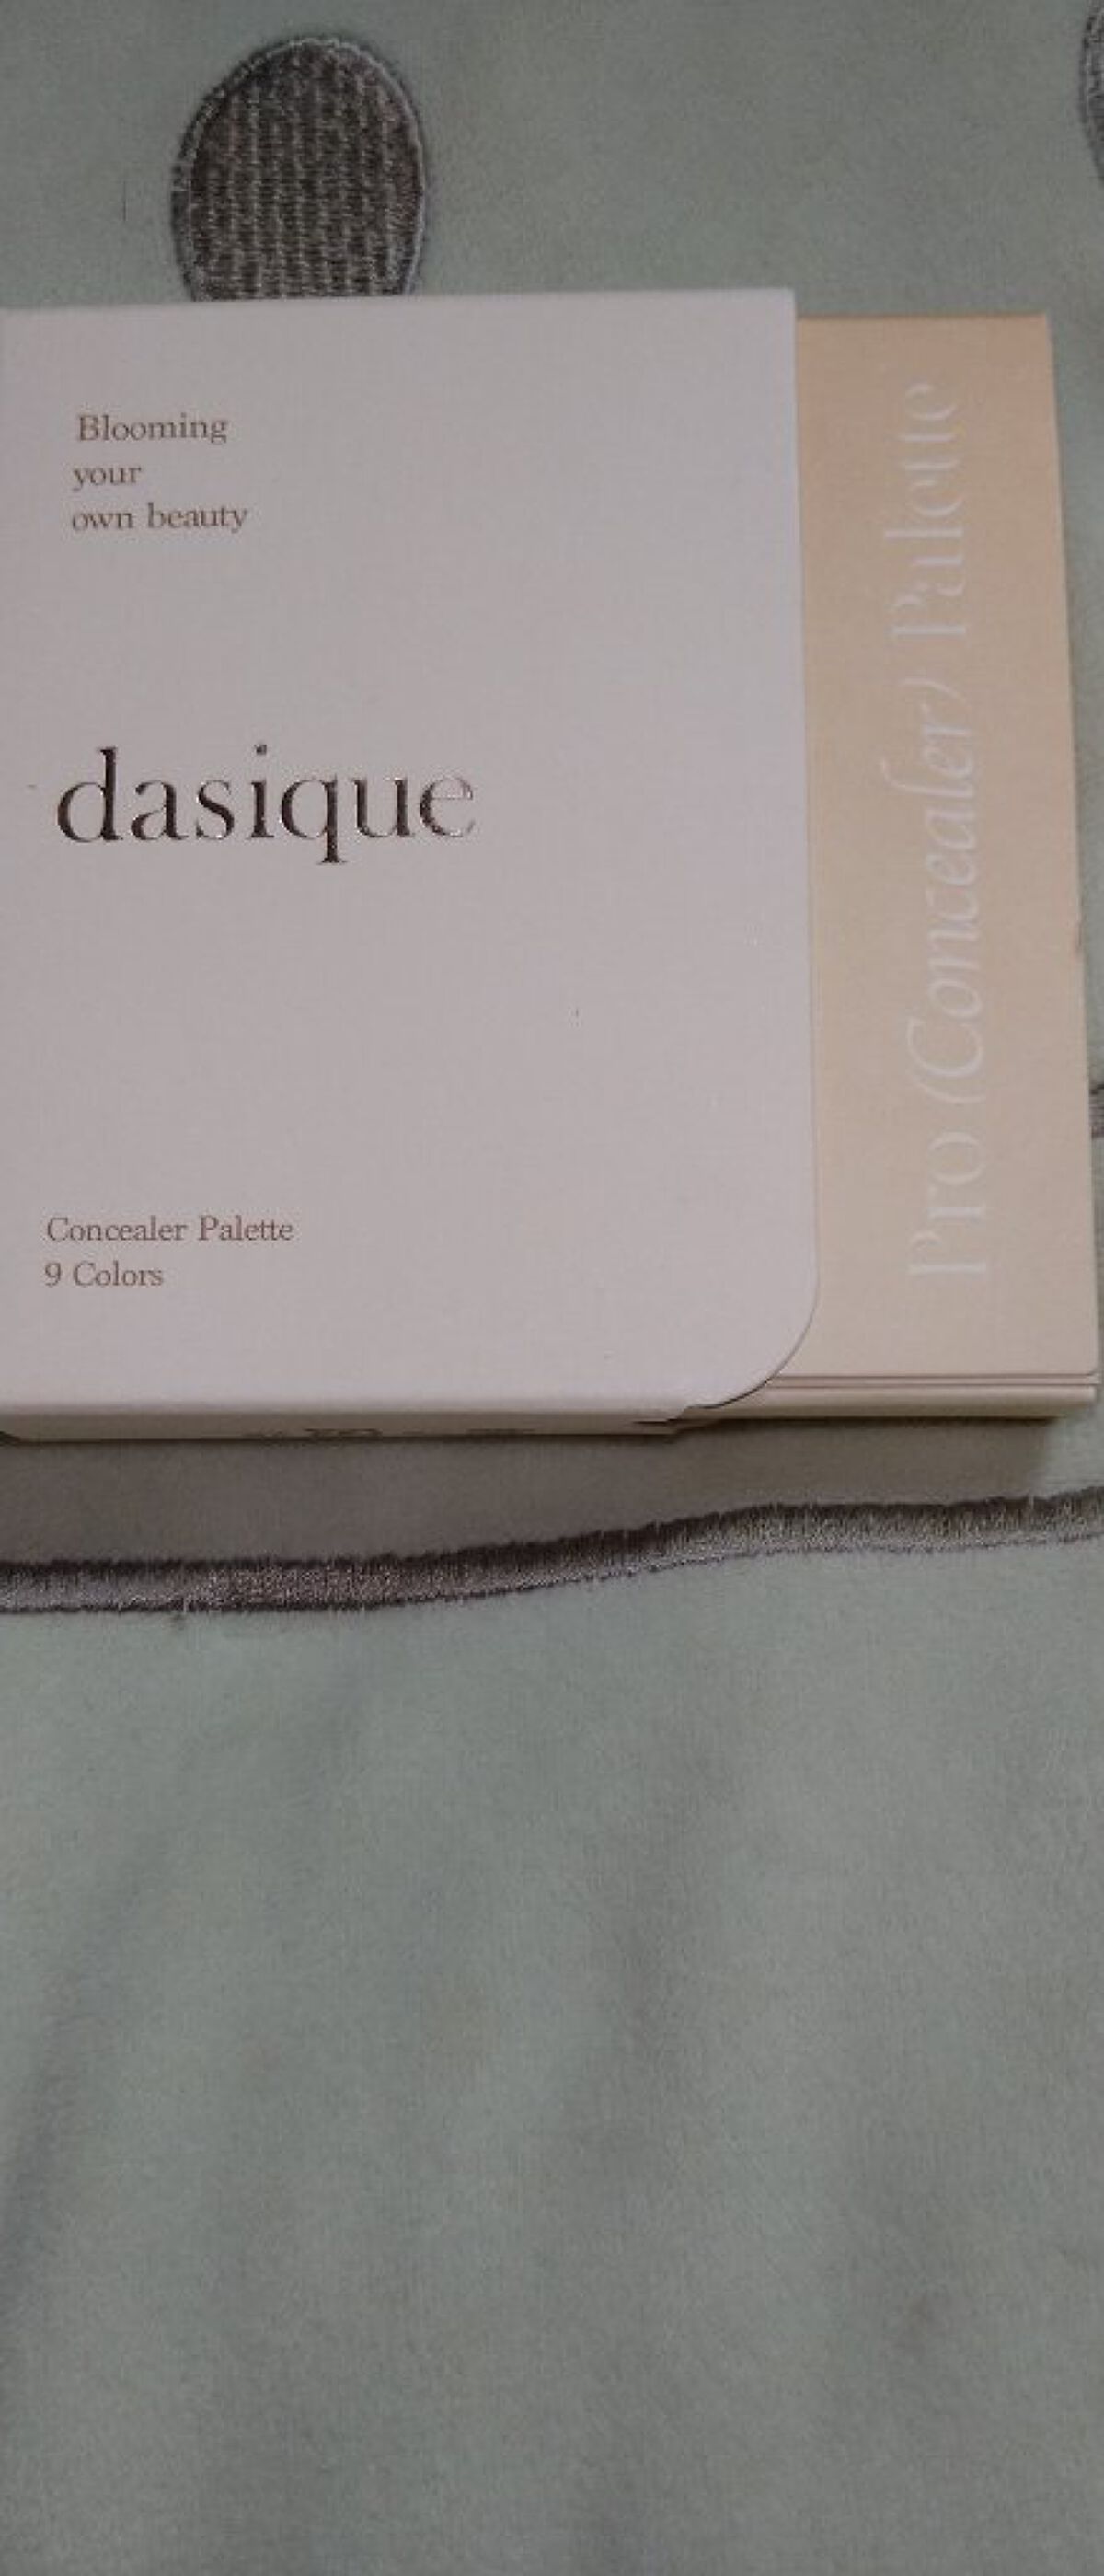 Blooming
your
own beauty
dasique
Concealer Palette
9 Colors
Pro (Concealer) Palette